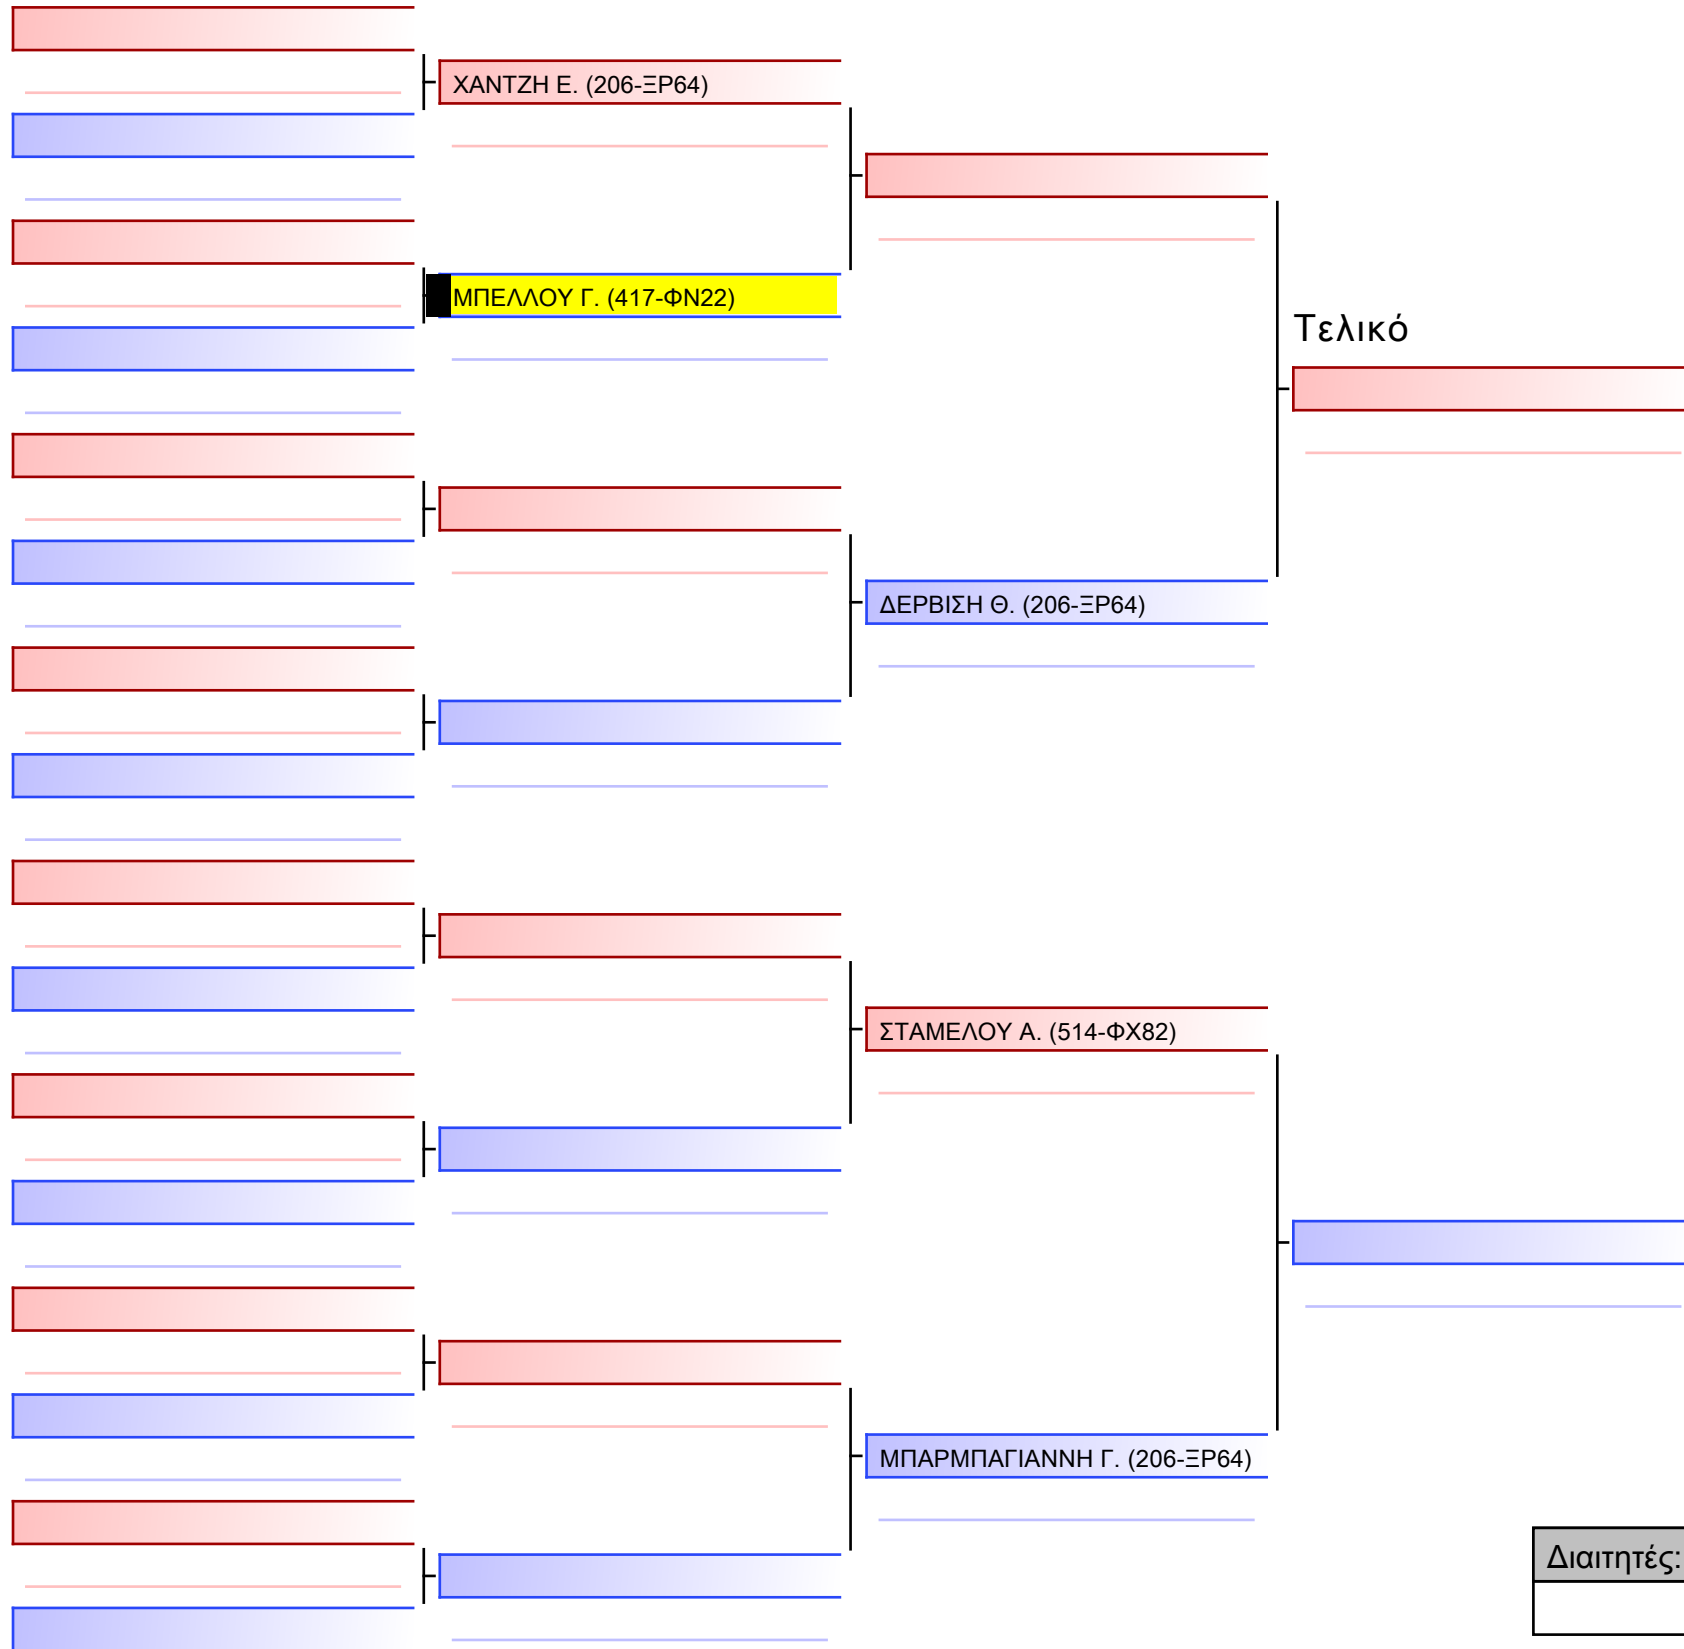 ΧΑΝΤΖΗ Ε. (206-ΞΡ64)
ΜΠΕΛΛΟΥ Γ. (417-ΦΝ22)
Τελικό
ΔΕΡΒΙΣΗ Θ. (206-ΞΡ64)
ΣΤΑΜΕΛΟΥ Α. (514-ΦΧ82)
ΜΠΑΡΜΠΑΓΙΑΝΝΗ Γ. (206-ΞΡ64)
Διαιτητές: